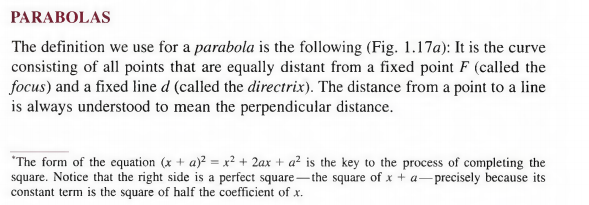 PARABOLAS
The definition we use for a parabola is the following (Fig. 1.17a): It is the curve
consisting of all points that are equally distant from a fixed point F (called the
focus) and a fixed line d (called the directrix). The distance from a point to a line
is always understood to mean the perpendicular distance.
*The form of the equation (x + a)² = x² + 2ax + a² is the key to the process of completing the
square. Notice that the right side is a perfect square—the square of x + a—precisely because its
constant term is the square of half the coefficient of x.